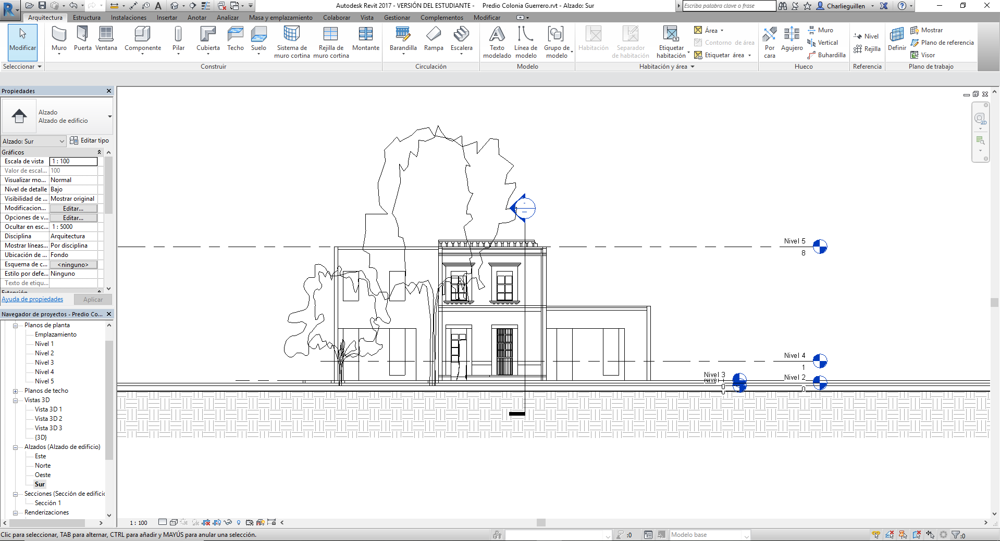 Autodesk Revit 2017 - VERSIÓN DEL ESTUDIANTE - Predio Colonia Guerrero.rvt - Alzado: Sur
Escriba palabra clave o frase
Charlieguillen
Arquitectura Estructura Instalaciones Insertar Anotar Analizar Masa y emplazamiento Colaborar Vista Gestionar Complementos Modificar
Modificar
Muro Puerta Ventana Componente Pilar Cubierta Techo Suelo Sistema de muro cortina Rejilla de muro cortina Montante
Barandilla Rampa Escalera
Texto modelado Línea de modelo Grupo de modelo
Habitación Separador de habitación Etiquetar habitación
Área
Contorno de área
Etiquetar área
Por cara Agujero
Muro
Vertical
Buhardilla
Nivel
Rejilla
Definir
Mostrar
Plano de referencia
Visor
Seleccionar Construir Circulación Modelo Habitación y área Hueco Referencia Plano de trabajo
Propiedades
Alzado
Alzado de edificio
Alzado: Sur Editar tipo
Gráficos
Escala de vista 1 : 100
Valor de escal... 100
Visualizar mo... Normal
Nivel de detalle Bajo
Visibilidad de ... Mostrar original
Modificacion... Editar...
Opciones de v... Editar...
Ocultar en esc... 1 : 5000
Disciplina Arquitectura
Mostrar líneas... Por disciplina
Ubicación de ... Fondo
Esquema de c... <ninguno>
Estilo por defe... Ninguno
Texto de etiqu...
Extensión
Ayuda de propiedades Aplicar
Navegador de proyectos - Predio Co...
Planos de planta
Emplazamiento
Nivel 1
Nivel 2
Nivel 3
Nivel 4
Nivel 5
Planos de techo
Vistas 3D
Vista 3D 1
Vista 3D 2
Vista 3D 3
{3D}
Alzados (Alzado de edificio)
Este
Norte
Oeste
Sur
Secciones (Sección de edificio
Sección 1
Renderizaciones
2D
Nivel 5
8
Nivel 4
1
Nivel 3
Nivel 2
0
0
1 : 100
Clic para seleccionar, TAB para alternar, CTRL para añadir y MAYÚS para anular una selección.
:0
Modelo base
:0